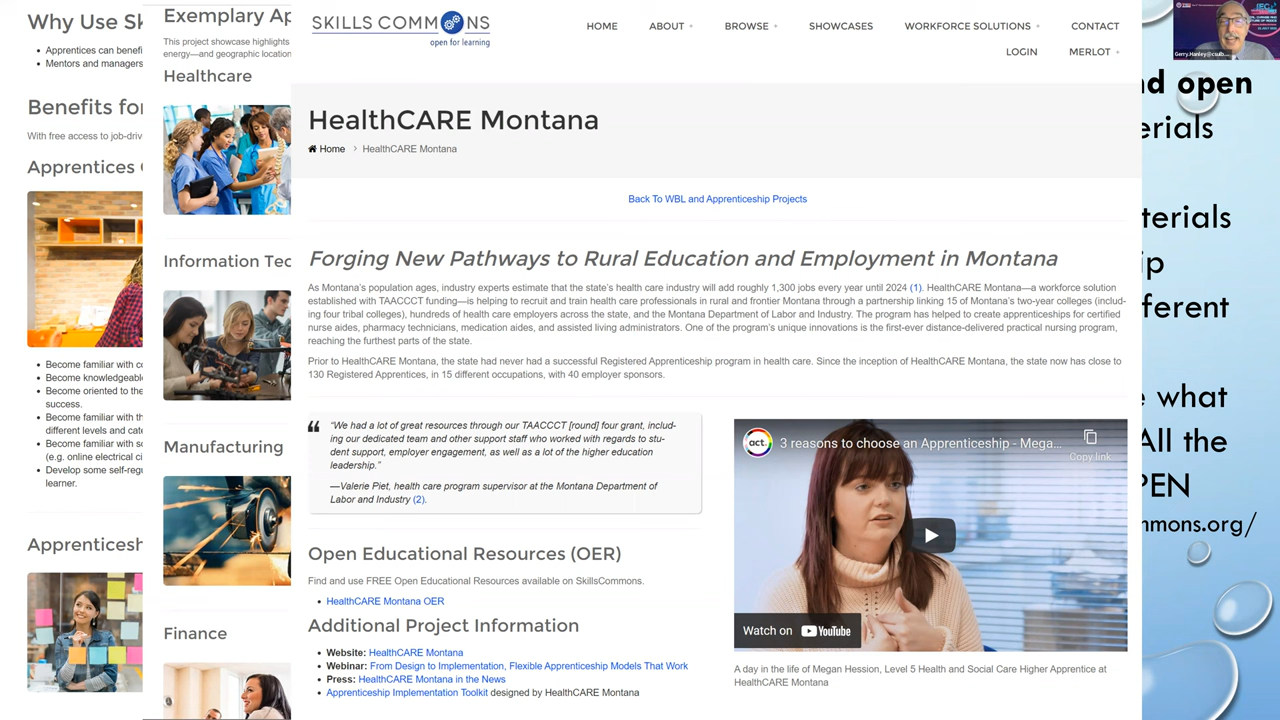 Why Use Sk
Apprentices can benefi
Mentors and managers
Benefits for
With free access to job-driv
Apprentices
Become familiar with c
Become knowledgeabl
Become oriented to the
success.
Become familiar with th
different levels and cate
Become familiar with so
(e.g. online electrical ci
Develop some self-regu
learner.
Apprenticesh
Exemplary Ap
This project showcase highlights
energy—and geographic location
Healthcare
Information Tec
Manufacturing
Finance
SKILLS COMMONS
open for learning
HOME ABOUT + BROWSE + SHOWCASES WORKFORCE SOLUTIONS + CONTACT
LOGIN MERLOT +
HealthCARE Montana
Home > HealthCARE Montana
Back To WBL and Apprenticeship Projects
Forging New Pathways to Rural Education and Employment in Montana
As Montana's population ages, industry experts estimate that the state's health care industry will add roughly 1,300 jobs every year until 2024 (1). HealthCARE Montana—a workforce solution
established with TAACCCT funding—is helping to recruit and train health care professionals in rural and frontier Montana through a partnership linking 15 of Montana's two-year colleges (includ-
ing four tribal colleges), hundreds of health care employers across the state, and the Montana Department of Labor and Industry. The program has helped to create apprenticeships for certified
nurse aides, pharmacy technicians, medication aides, and assisted living administrators. One of the program's unique innovations is the first-ever distance-delivered practical nursing program,
reaching the furthest parts of the state.
Prior to HealthCARE Montana, the state had never had a successful Registered Apprenticeship program in health care. Since the inception of HealthCARE Montana, the state now has close to
130 Registered Apprentices, in 15 different occupations, with 40 employer sponsors.
“We had a lot of great resources through our TAACCCT [round] four grant, includ-
ing our dedicated team and other support staff who worked with regards to stu-
dent support, employer engagement, as well as a lot of the higher education
leadership.”
—Valerie Piet, health care program supervisor at the Montana Department of
Labor and Industry (2).
Open Educational Resources (OER)
Find and use FREE Open Educational Resources available on SkillsCommons.
HealthCARE Montana OER
Additional Project Information
Website: HealthCARE Montana
Webinar: From Design to Implementation, Flexible Apprenticeship Models That Work
Press: HealthCARE Montana in the News
Apprenticeship Implementation Toolkit designed by HealthCARE Montana
act.
3 reasons to choose an Apprenticeship - Mega...
Copy link
Watch on YouTube
A day in the life of Megan Hession, Level 5 Health and Social Care Higher Apprentice at
HealthCARE Montana
Gerry.Hanley@csulb...
nd open
erials
terials
ip
ferent
e what
All the
PEN
mmons.org/